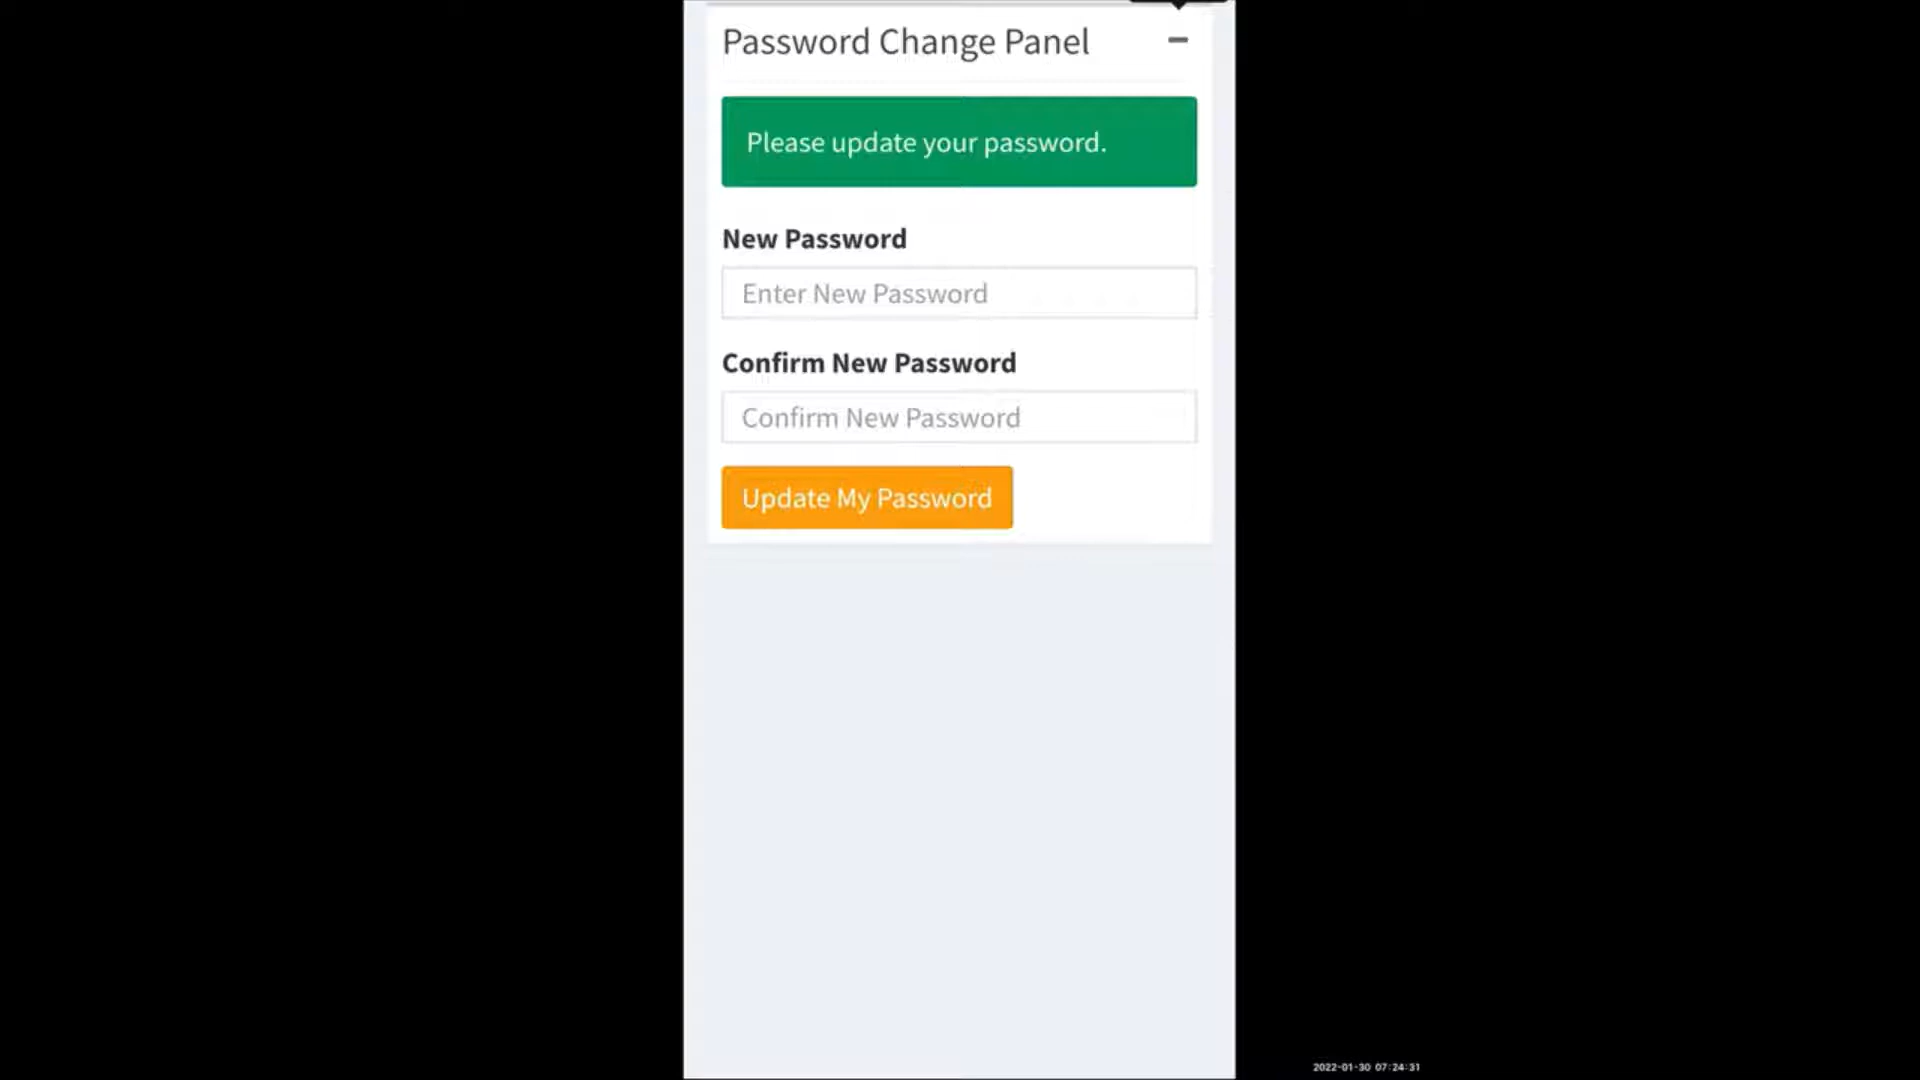 Password Change Panel
Please update your password.
New Password
Enter New Password
Confirm New Password
Confirm New Password
Update My Password
2022-01-30 07:24:31